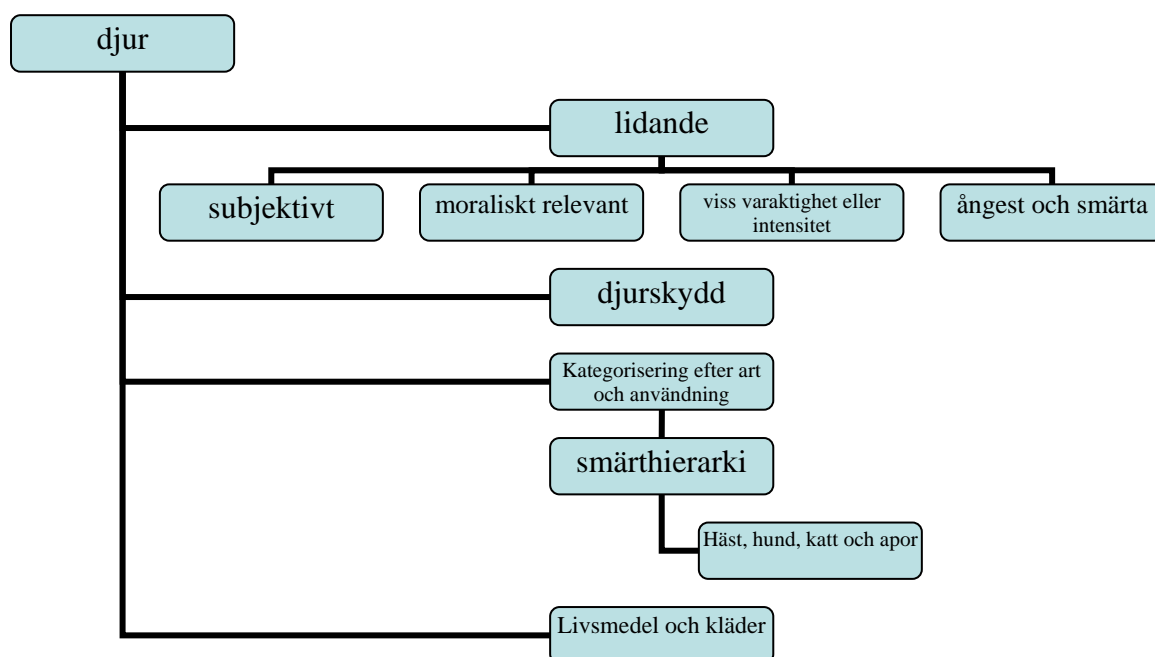 djur
lidande
subjektivt
moraliskt relevant
viss varaktighet eller
intensitet
ångest och smärta
djurskydd
Kategorisering efter art
och användning
smärthierarki
Häst, hund, katt och apor
Livsmedel och kläder